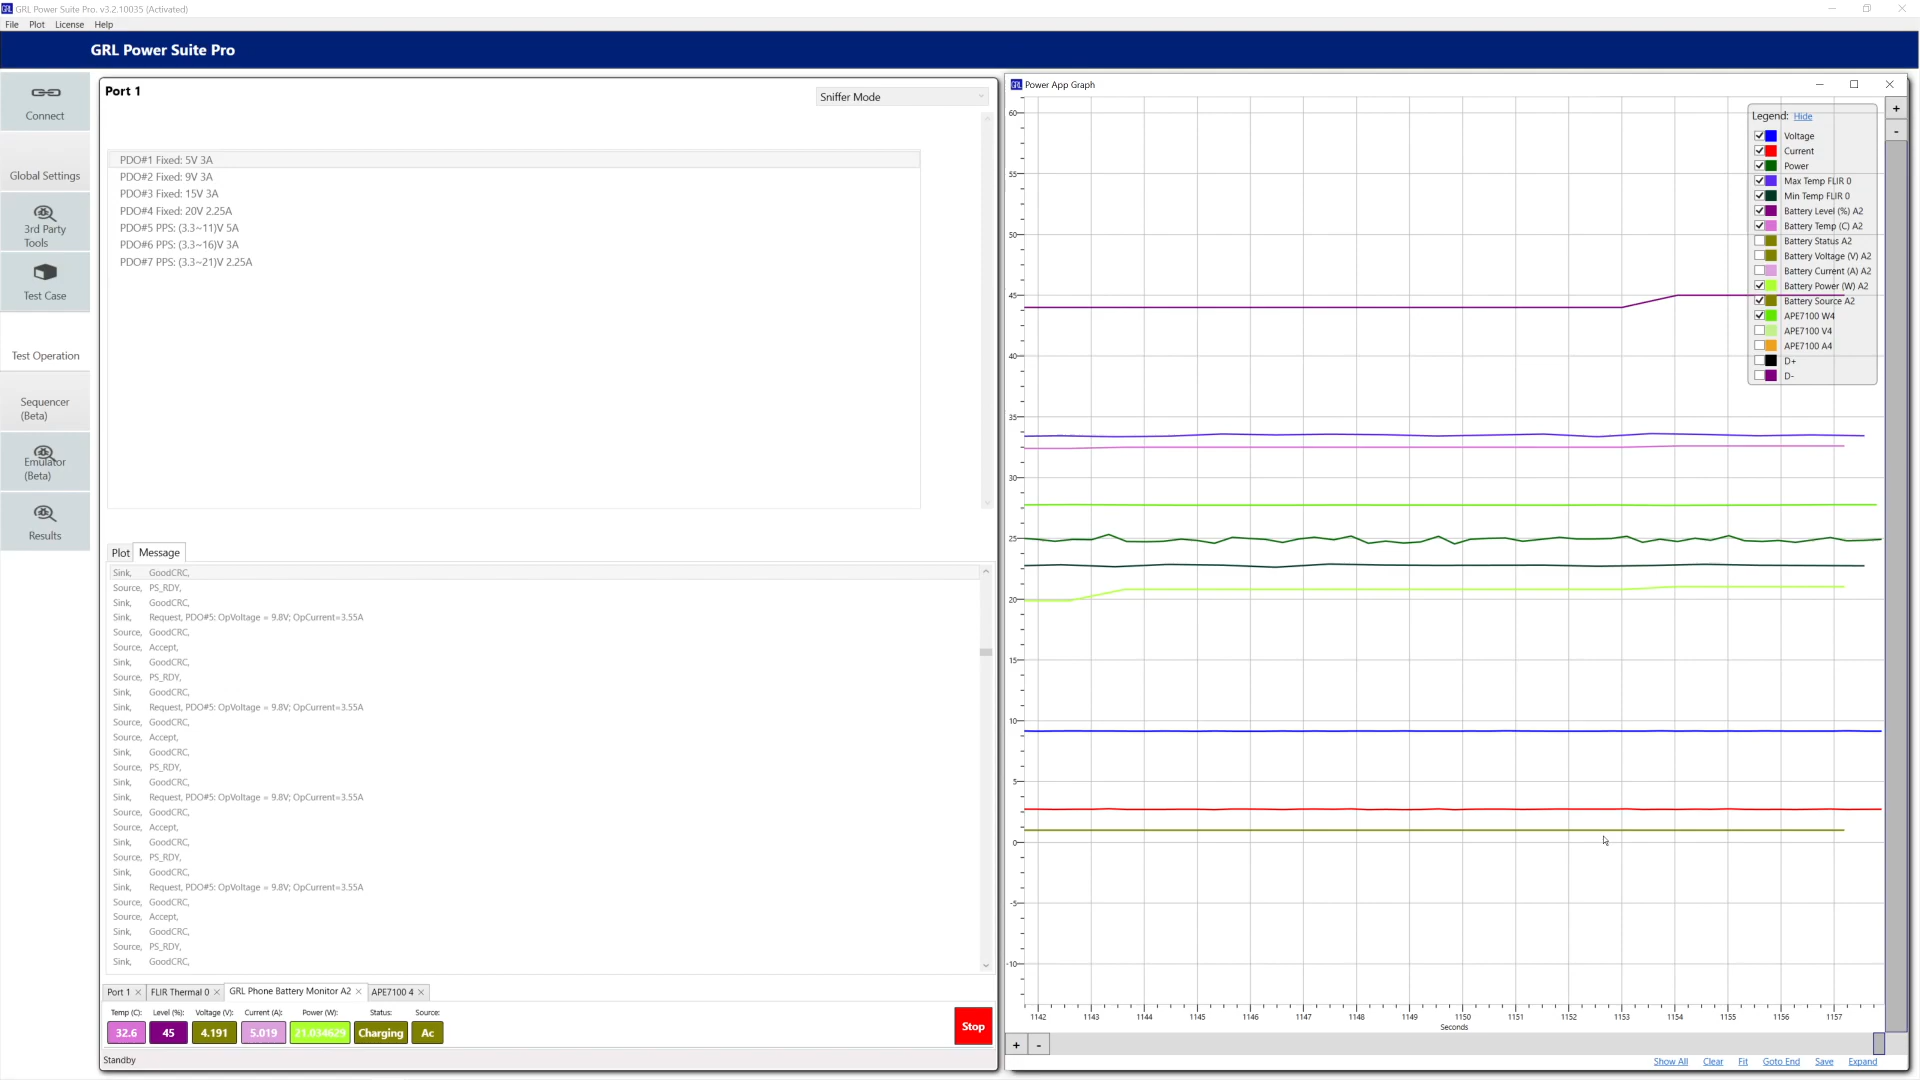 GRL Power Suite Pro. v3.2.10035 (Activated)
File Plot License Help
GRL Power Suite Pro
Connect
Global Settings
3rd Party
Tools
Test Case
Test Operation
Sequencer
(Beta)
Emulator
(Beta)
Results
Port 1
Sniffer Mode
PDO#1 Fixed: 5V 3A
PDO#2 Fixed: 9V 3A
PDO#3 Fixed: 15V 3A
PDO#4 Fixed: 20V 2.25A
PDO#5 PPS: (3.3~11)V 5A
PDO#6 PPS: (3.3~16)V 3A
PDO#7 PPS: (3.3~21)V 2.25A
Plot Message
Sink, GoodCRC,
Source, PS_RDY,
Sink, GoodCRC,
Sink, Request, PDO#5: OpVoltage = 9.8V; OpCurrent=3.55A
Source, GoodCRC,
Source, Accept,
Sink, GoodCRC,
Source, PS_RDY,
Sink, GoodCRC,
Sink, Request, PDO#5: OpVoltage = 9.8V; OpCurrent=3.55A
Source, GoodCRC,
Source, Accept,
Sink, GoodCRC,
Source, PS_RDY,
Sink, GoodCRC,
Sink, Request, PDO#5: OpVoltage = 9.8V; OpCurrent=3.55A
Source, GoodCRC,
Source, Accept,
Sink, GoodCRC,
Source, PS_RDY,
Sink, GoodCRC,
Sink, Request, PDO#5: OpVoltage = 9.8V; OpCurrent=3.55A
Source, GoodCRC,
Source, Accept,
Sink, GoodCRC,
Source, PS_RDY,
Sink, GoodCRC,
Port 1 FLIR Thermal 0 GRL Phone Battery Monitor A2 APE7100 4
Temp (C): Level (%): Voltage (V): Current (A): Power (W): Status: Source:
32.6 45 4.191 5.019 21.034629 Charging Ac
Stop
Standby
GRL Power App Graph
Legend: Hide
Voltage
Current
Power
Max Temp FLIR 0
Min Temp FLIR 0
Battery Level (%) A2
Battery Temp (C) A2
Battery Status A2
Battery Voltage (V) A2
Battery Current (A) A2
Battery Power (W) A2
Battery Source A2
APE7100 W4
APE7100 V4
APE7100 A4
D+
D-
60
55
50
45
40
35
30
25
20
15
10
5
0
-5
-10
1142 1143 1144 1145 1146 1147 1148 1149 1150 1151 1152 1153 1154 1155 1156 1157
Seconds
+ -
Show All Clear Fit Goto End Save Expand